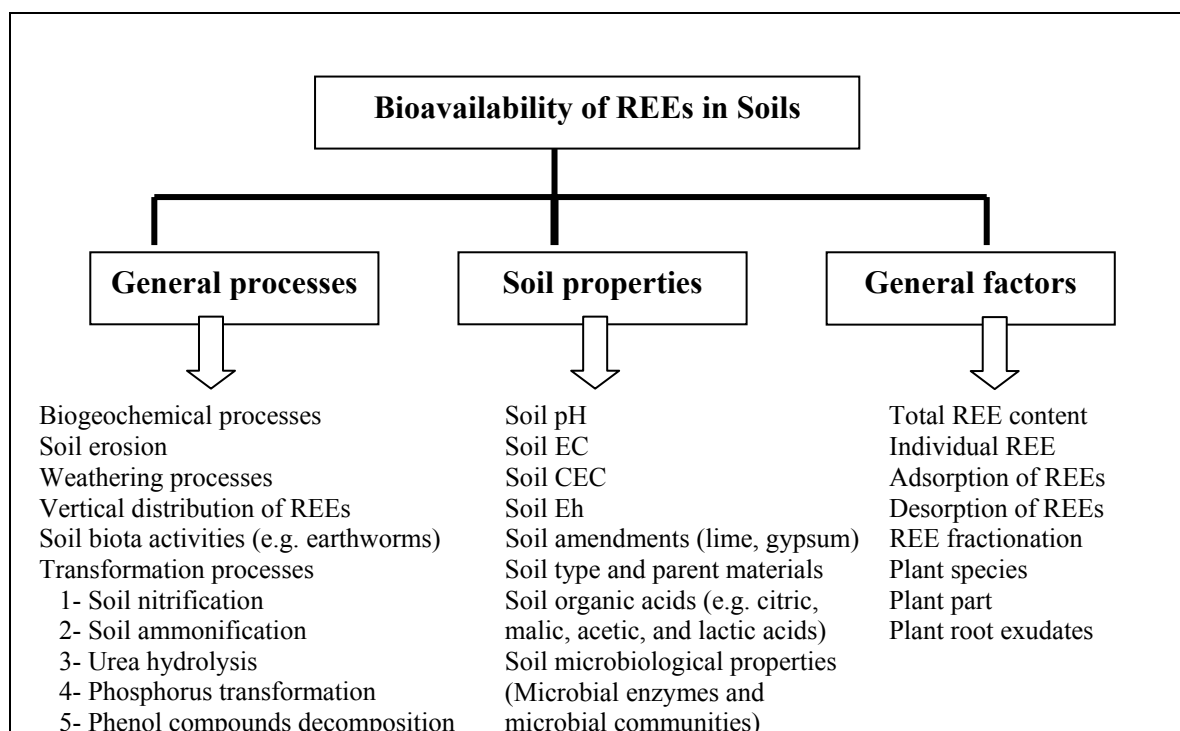 Bioavailability of REEs in Soils
General processes
Biogeochemical processes
Soil erosion
Weathering processes
Vertical distribution of REEs
Soil biota activities (e.g. earthworms)
Transformation processes
1- Soil nitrification
2- Soil ammonification
3- Urea hydrolysis
4- Phosphorus transformation
5- Phenol compounds decomposition
Soil properties
Soil pH
Soil EC
Soil CEC
Soil Eh
Soil amendments (lime, gypsum)
Soil type and parent materials
Soil organic acids (e.g. citric,
malic, acetic, and lactic acids)
Soil microbiological properties
(Microbial enzymes and
microbial communities)
General factors
Total REE content
Individual REE
Adsorption of REEs
Desorption of REEs
REE fractionation
Plant species
Plant part
Plant root exudates